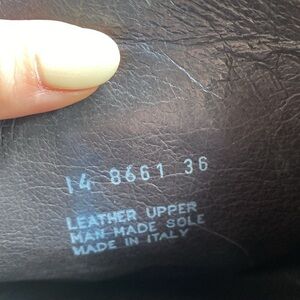 14 8661 36
LEATHER UPPER
MAN MADE SOLE
MADE IN ITALY